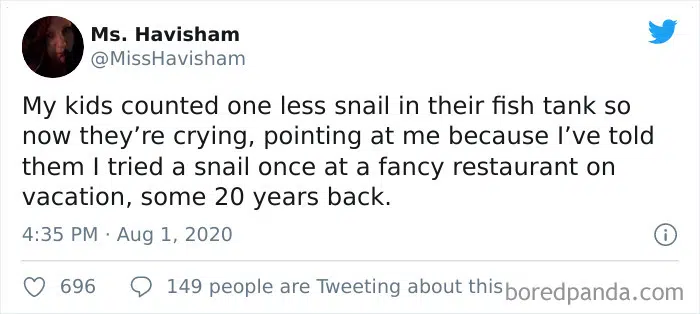 Ms. Havisham
@MissHavisham
My kids counted one less snail in their fish tank so
now they’re crying, pointing at me because I’ve told
them I tried a snail once at a fancy restaurant on
vacation, some 20 years back.
4:35 PM · Aug 1, 2020
696 149 people are Tweeting about this
boredpanda.com